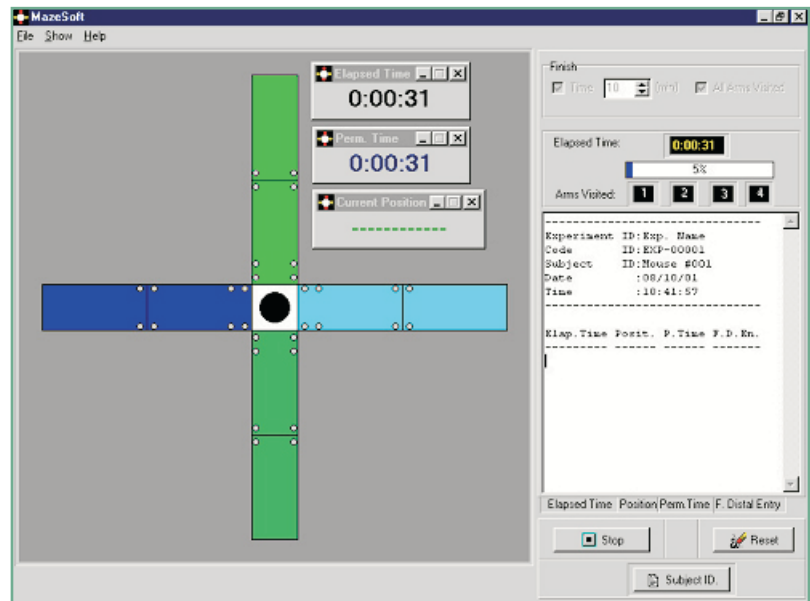 MazeSoft
File Show Help
Elapsed Time
0:00:31
Perm. Time
0:00:31
Current Position
------------
Finish
Time 10 (min) All Arms Visited
Elapsed Time: 0:00:31
5%
Arms Visited: 1 2 3 4
---------------------------------
Experiment ID:Exp. Name
Code ID:EXP-00001
Subject ID:Mouse #001
Date :08/10/01
Time :10:41:57
---------------------------------
Elap.Time Posit. P.Time F.D.En.
--------- ------ ------ -------
Elapsed Time Position Perm.Time F. Distal Entry
Stop
Reset
Subject ID.